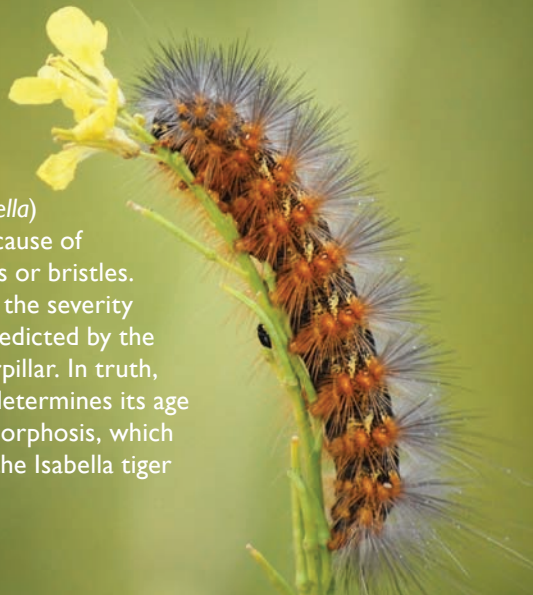 ella)
cause of
s or bristles.
the severity
edicted by the
pillar. In truth,
determines its age
orphosis, which
he Isabella tiger